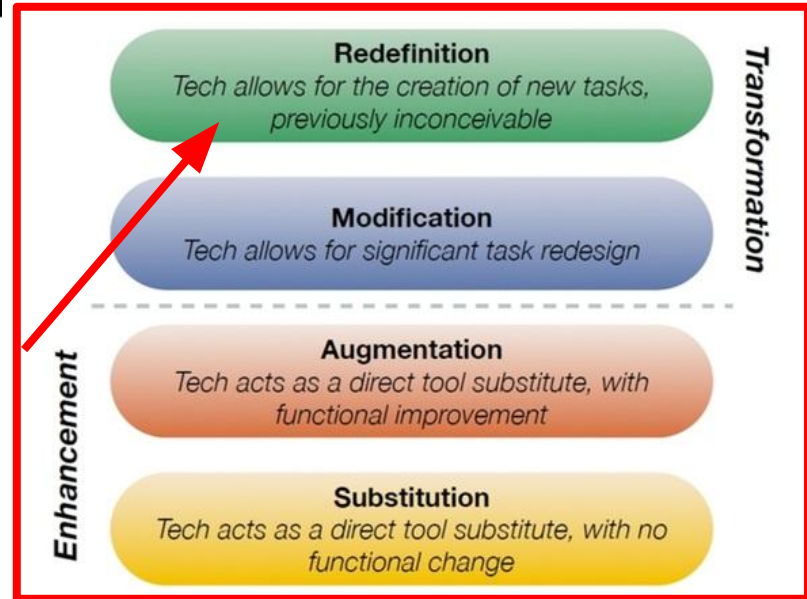 Redefinition
Tech allows for the creation of new tasks,
previously inconceivable
Transformation
Modification
Tech allows for significant task redesign
Enhancement
Augmentation
Tech acts as a direct tool substitute, with
functional improvement
Substitution
Tech acts as a direct tool substitute, with no
functional change